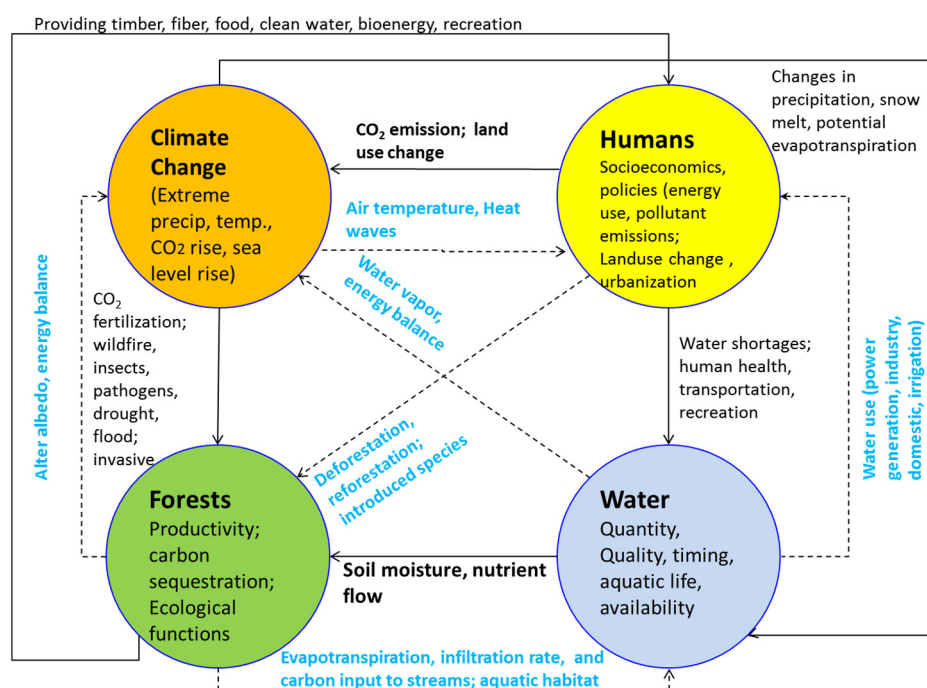 Providing timber, fiber, food, clean water, bioenergy, recreation
Changes in
precipitation, snow
melt, potential
evapotranspiration
Climate
Change
(Extreme
precip, temp.,
CO2 rise, sea
level rise)
CO₂ emission; land
use change
Humans
Socioeconomics,
policies (energy
use, pollutant
emissions;
Landuse change ,
urbanization
Air temperature, Heat
waves
Water vapor,
energy balance
Alter albedo, energy balance
CO₂
fertilization;
wildfire,
insects,
pathogens,
drought,
flood;
invasive
Water shortages;
human health,
transportation,
recreation
Water use (power
generation, industry,
domestic, irrigation)
Deforestation,
reforestation;
introduced species
Forests
Productivity;
carbon
sequestration;
Ecological
functions
Soil moisture, nutrient
flow
Water
Quantity,
Quality, timing,
aquatic life,
availability
Evapotranspiration, infiltration rate, and
carbon input to streams; aquatic habitat